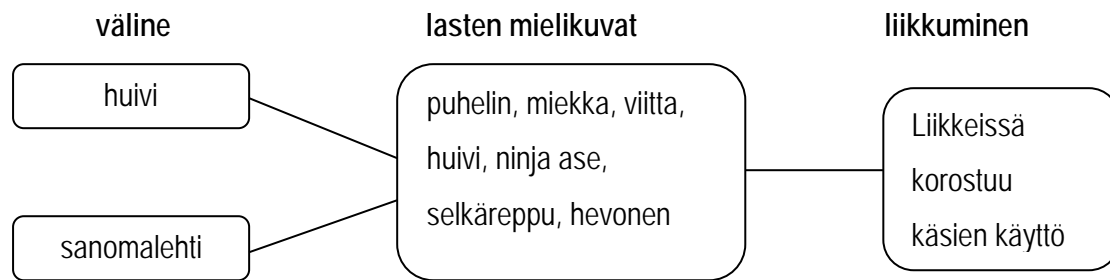 väline
lasten mielikuvat
liikkuminen
huivi
sanomalehti
puhelin, miekka, viitta,
huivi, ninja ase,
selkäreppu, hevonen
Liikkeissä
korostuu
käsien käyttö